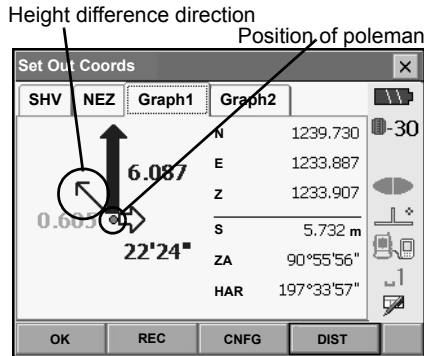 Height difference direction
Position of poleman
Set Out Coords
SHV NEZ Graph1 Graph2
N 1239.730
E 1233.887
Z 1233.907
S 5.732 m
ZA 90°55'56"
HAR 197°33'57"
6.087
0.605
22'24"
-30
1
OK REC CNFG DIST